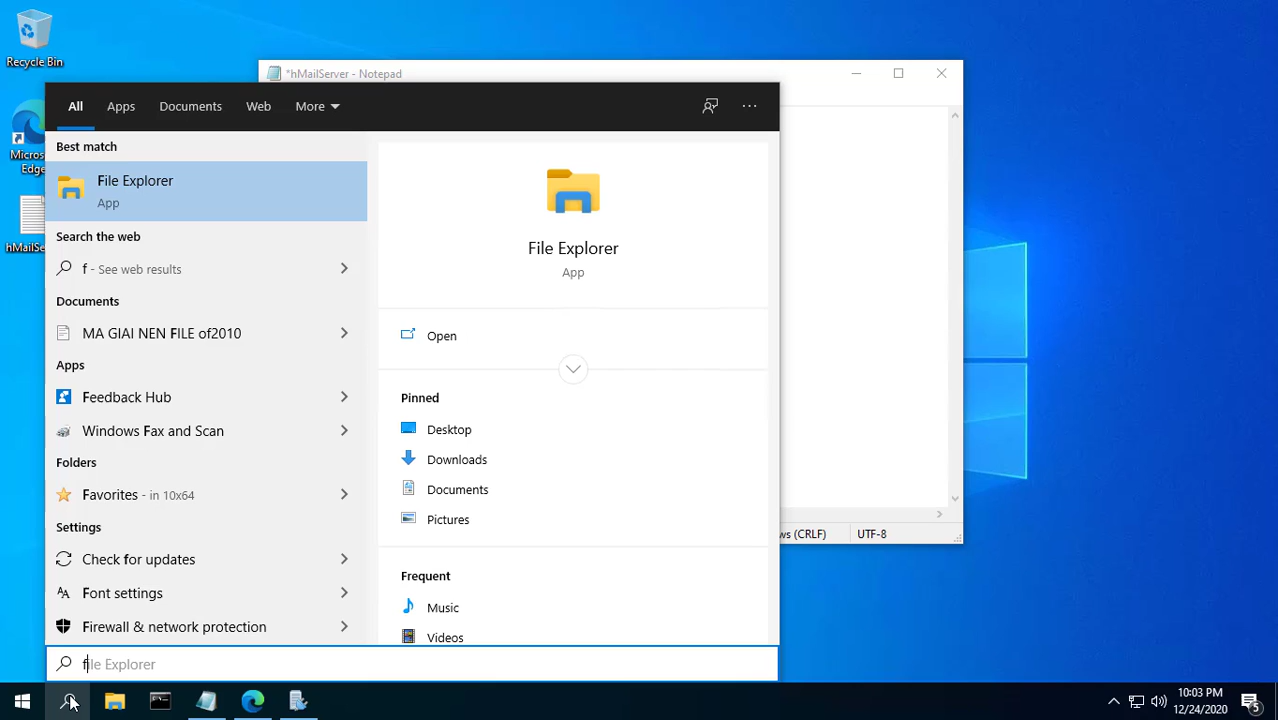 Recycle Bin
*hMailServer - Notepad
All Apps Documents Web More
Best match
File Explorer
App
Search the web
f - See web results
Documents
MA GIAI NEN FILE of2010
Apps
Feedback Hub
Windows Fax and Scan
Folders
Favorites - in 10x64
Settings
Check for updates
Font settings
Firewall & network protection
file Explorer
File Explorer
App
Open
Pinned
Desktop
Downloads
Documents
Pictures
Frequent
Music
Videos
Micros
Edge
hMailSe
ws (CRLF) UTF-8
10:03 PM
12/24/2020
5